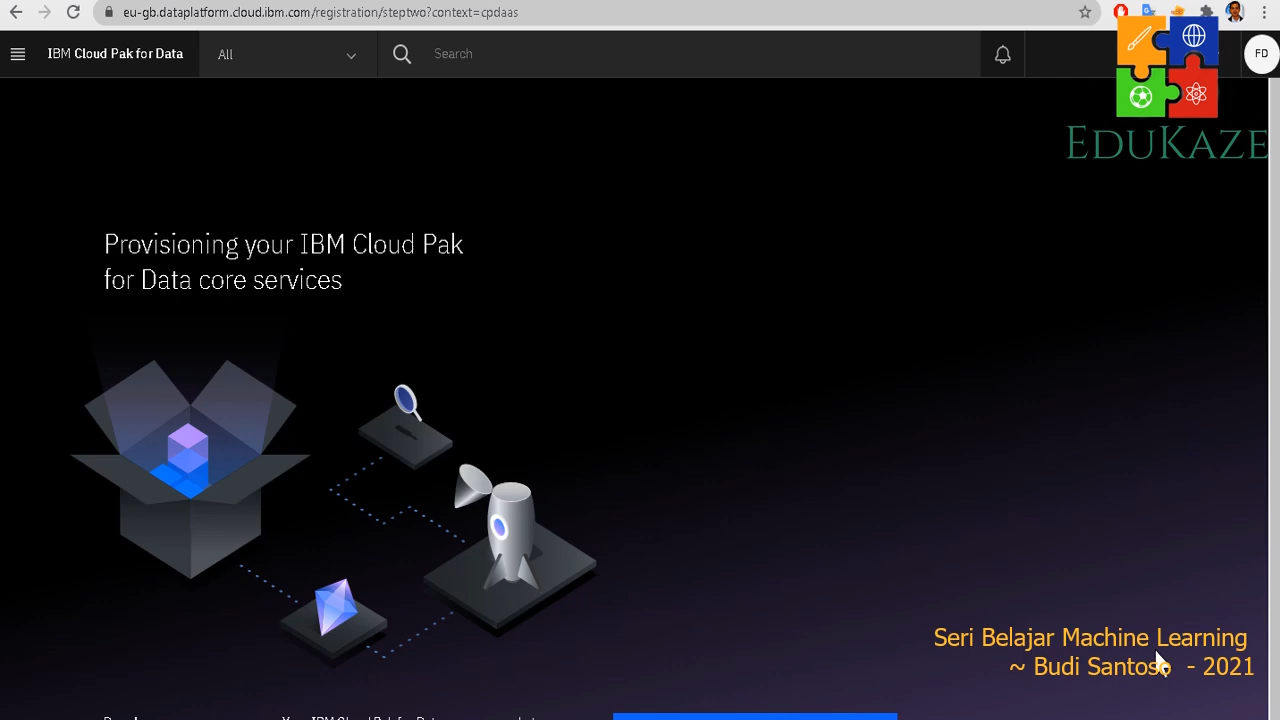 eu-gb.dataplatform.cloud.ibm.com/registration/steptwo?context=cpdaas
IBM Cloud Pak for Data
All
Search
FD
EDUKAZE
Provisioning your IBM Cloud Pak
for Data core services
Seri Belajar Machine Learning
~ Budi Santoso - 2021